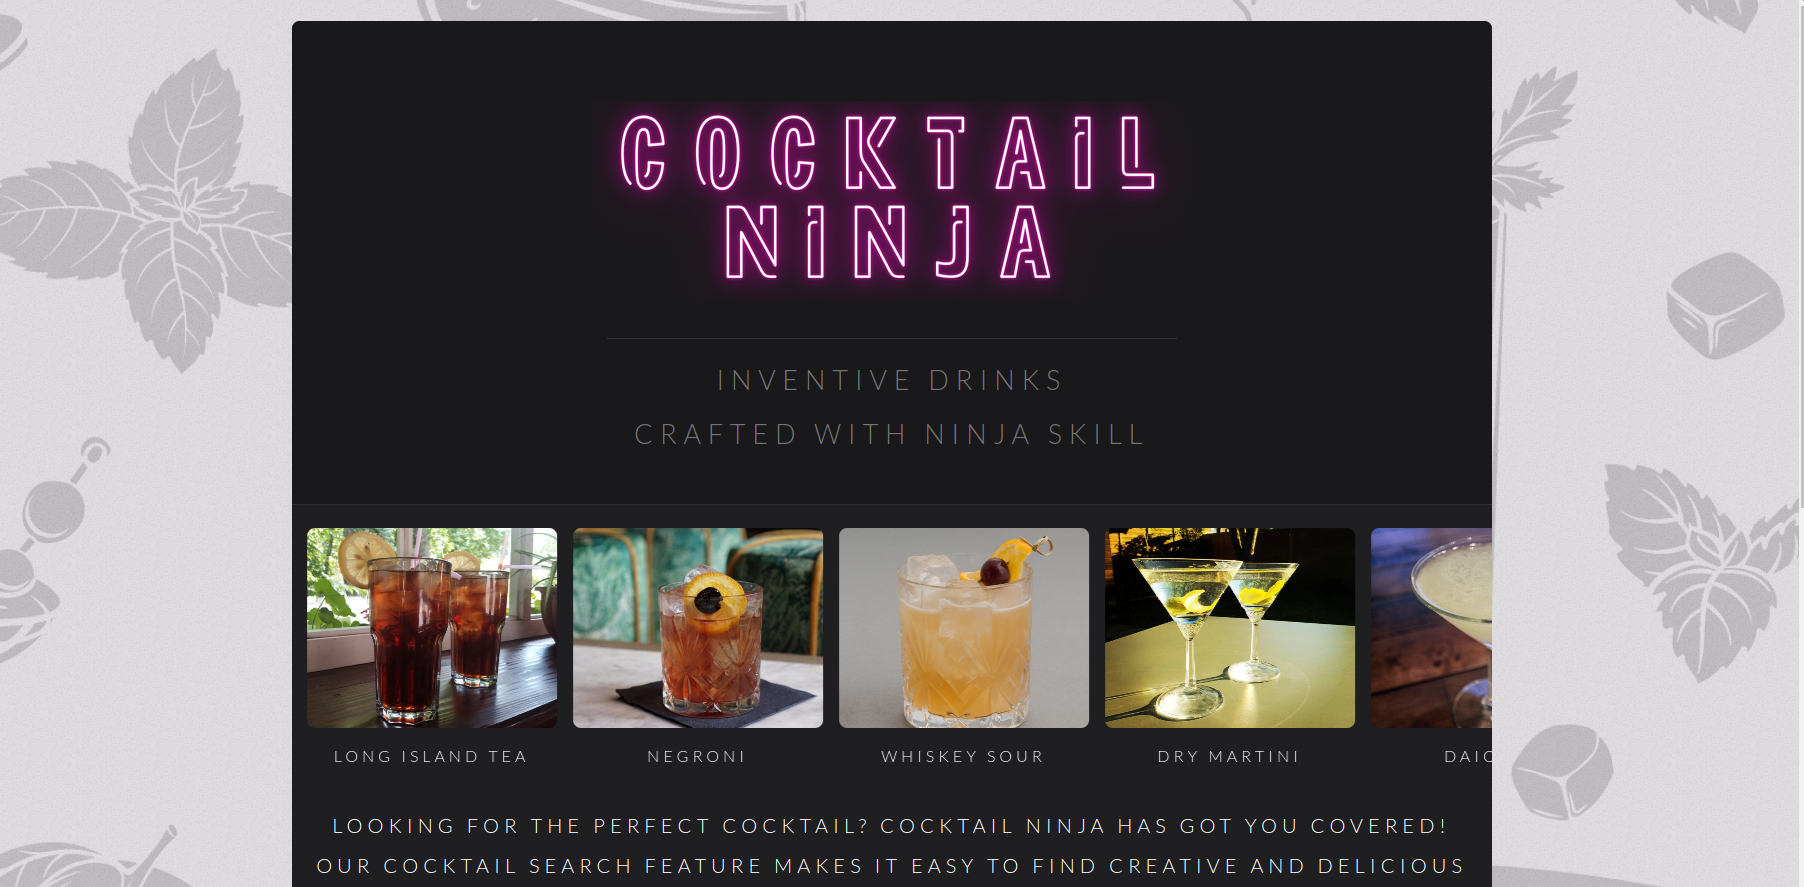 COCKTAIL
NINJA
INVENTIVE DRINKS
CRAFTED WITH NINJA SKILL
LONG ISLAND TEA
NEGRONI
WHISKEY SOUR
DRY MARTINI
LOOKING FOR THE PERFECT COCKTAIL? COCKTAIL NINJA HAS GOT YOU COVERED!
OUR COCKTAIL SEARCH FEATURE MAKES IT EASY TO FIND CREATIVE AND DELICIOUS